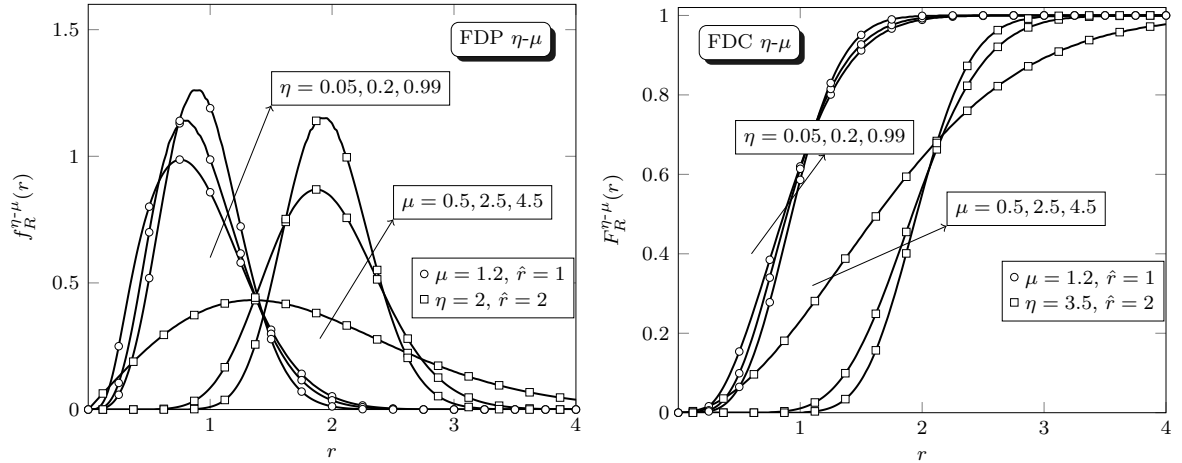 1.5
1
0.5
0
1
2
3
4
r
f_R^{η-μ}(r)
FDP η-μ
η = 0.05, 0.2, 0.99
μ = 0.5, 2.5, 4.5
μ = 1.2, r̂ = 1
η = 2, r̂ = 2
1
0.8
0.6
0.4
0.2
0
1
2
3
4
r
F_R^{η-μ}(r)
FDC η-μ
η = 0.05, 0.2, 0.99
μ = 0.5, 2.5, 4.5
μ = 1.2, r̂ = 1
η = 3.5, r̂ = 2